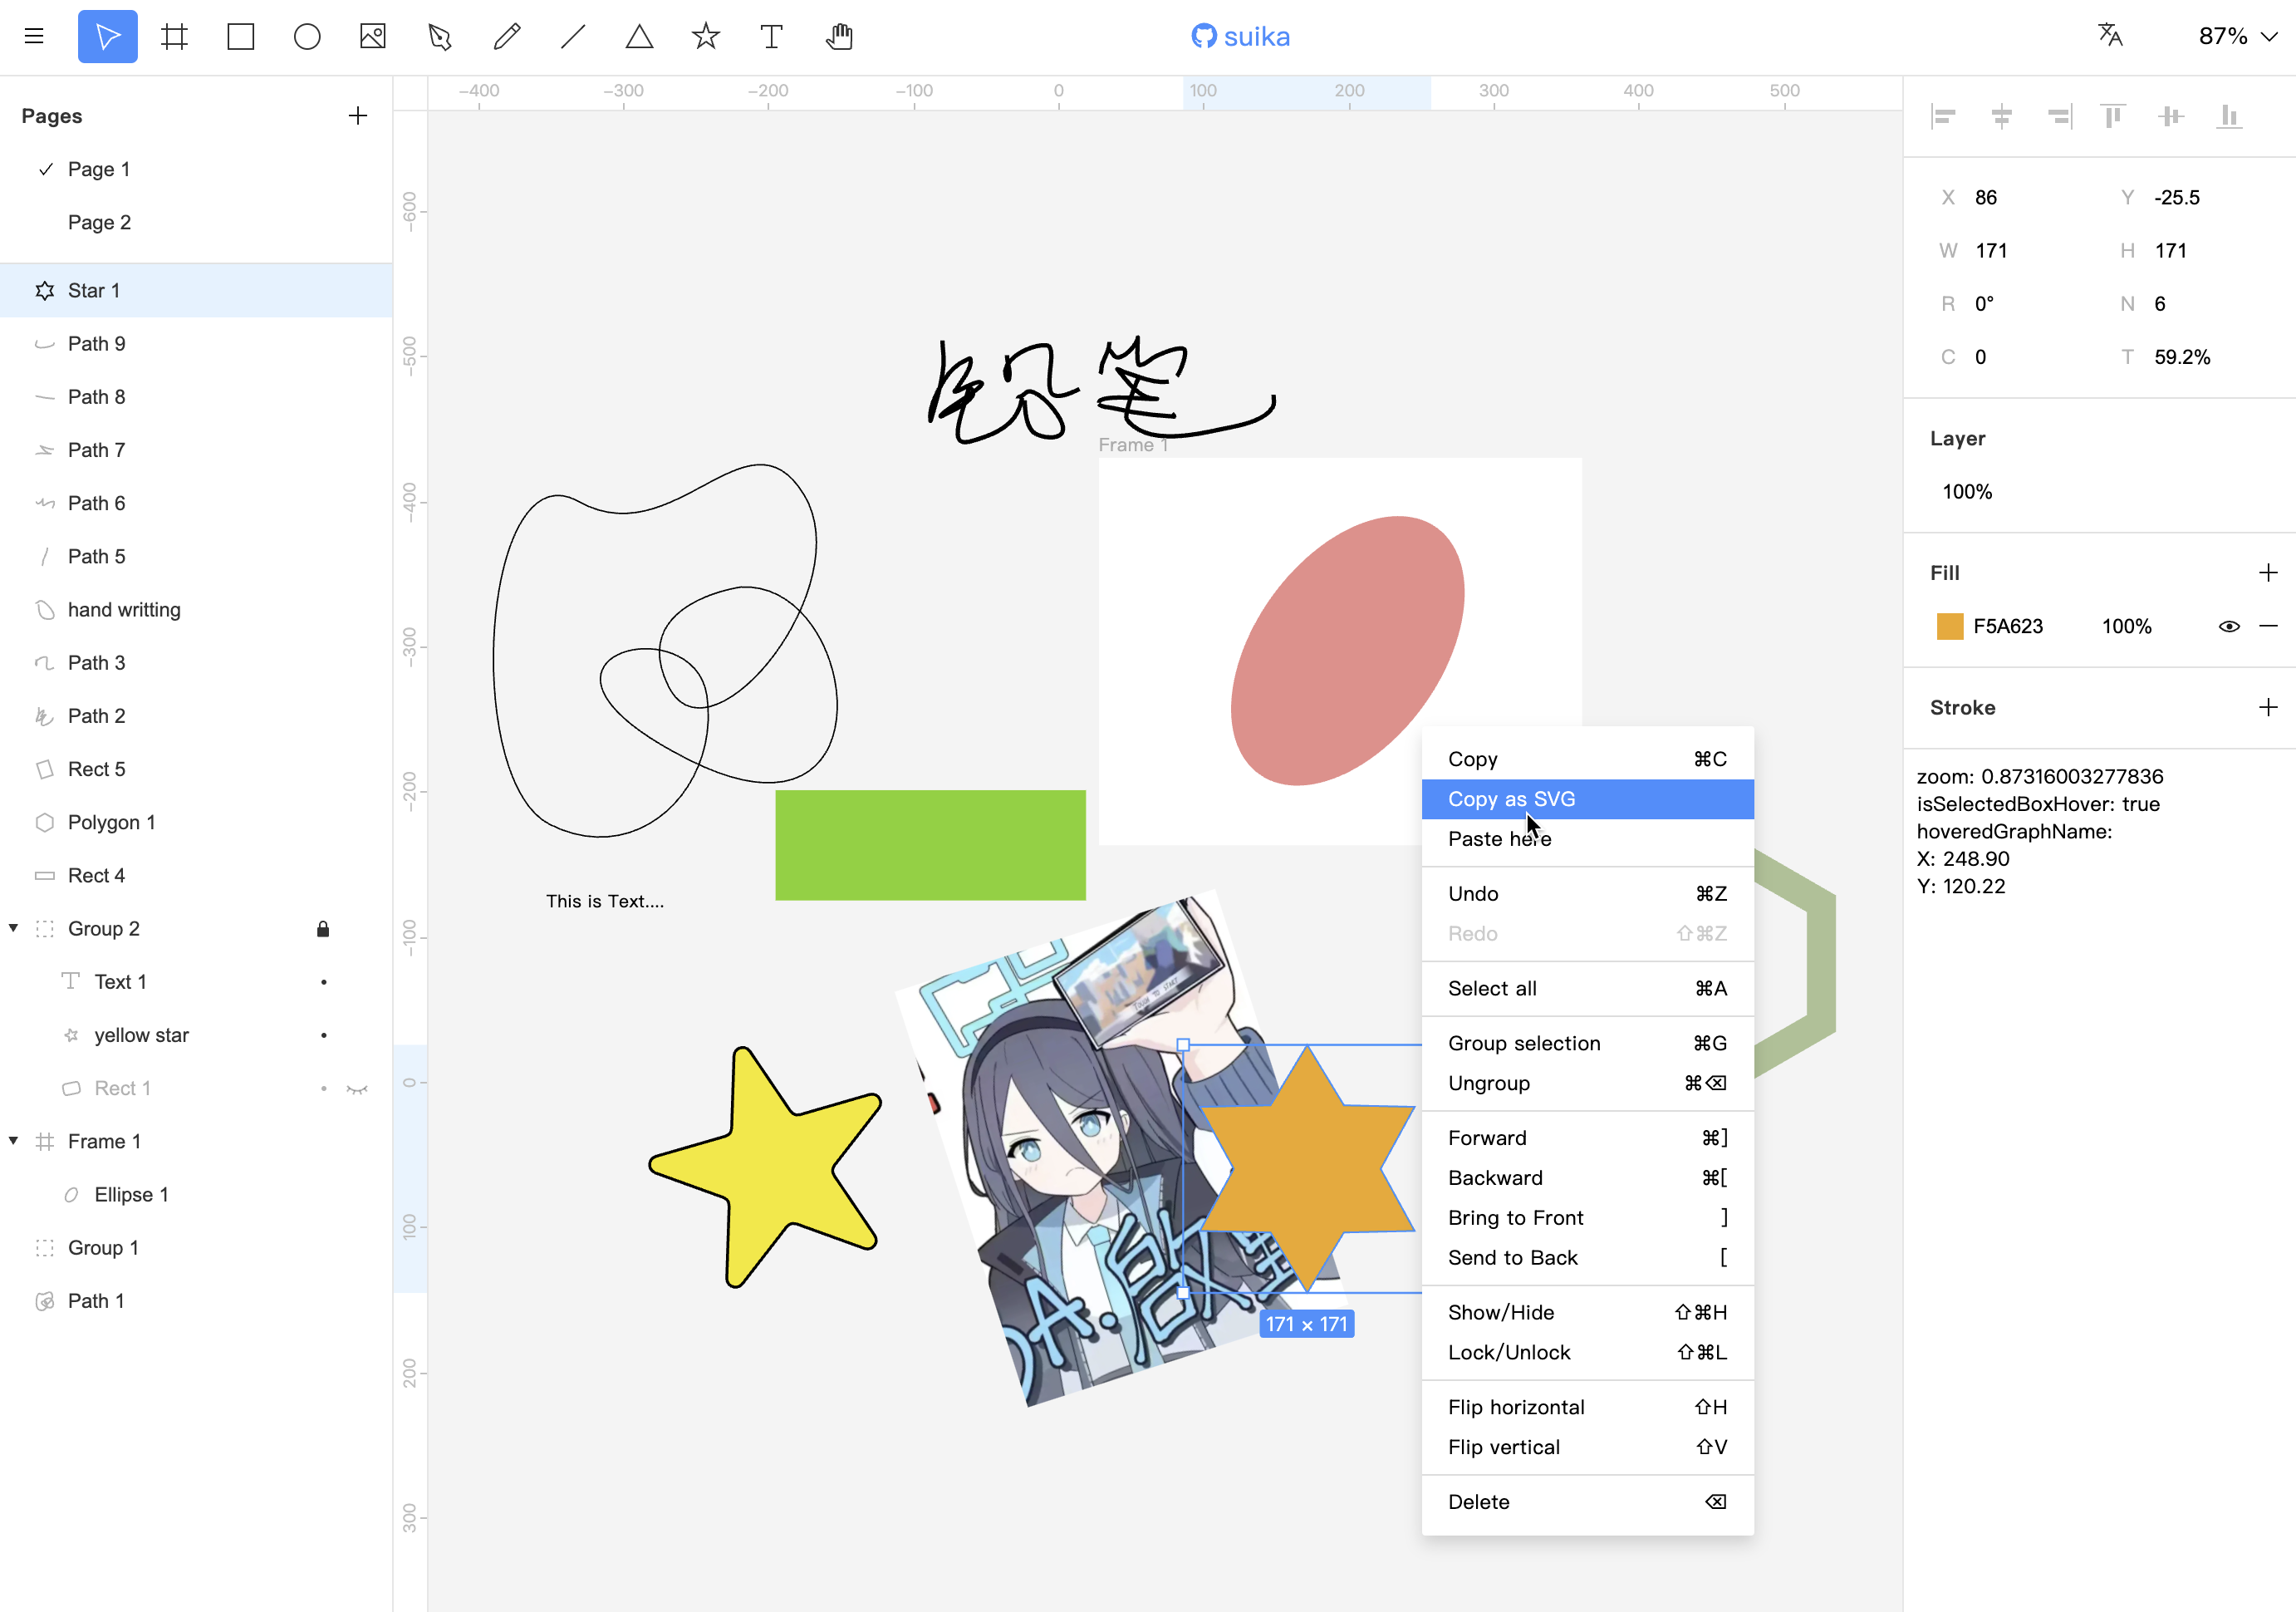 suika
87%
Pages
Page 1
Page 2
Star 1
Path 9
Path 8
Path 7
Path 6
Path 5
hand writting
Path 3
Path 2
Rect 5
Polygon 1
Rect 4
Group 2
Text 1
yellow star
Rect 1
Frame 1
Ellipse 1
Group 1
Path 1
-400 -300 -200 -100 0 100 200 300 400 500
-600
-500
-400
-300
-200
-100
0
100
200
300
铅笔
Frame 1
This is Text....
TOUCH TO START
171 × 171
Copy ⌘C
Copy as SVG
Paste here
Undo ⌘Z
Redo ⇧⌘Z
Select all ⌘A
Group selection ⌘G
Ungroup ⌘⌫
Forward ⌘]
Backward ⌘[
Bring to Front ]
Send to Back [
Show/Hide ⇧⌘H
Lock/Unlock ⇧⌘L
Flip horizontal ⇧H
Flip vertical ⇧V
Delete ⌫
X 86 Y -25.5
W 171 H 171
R 0° N 6
C 0 T 59.2%
Layer
100%
Fill
F5A623 100%
Stroke
zoom: 0.87316003277836
isSelectedBoxHover: true
hoveredGraphName:
X: 248.90
Y: 120.22